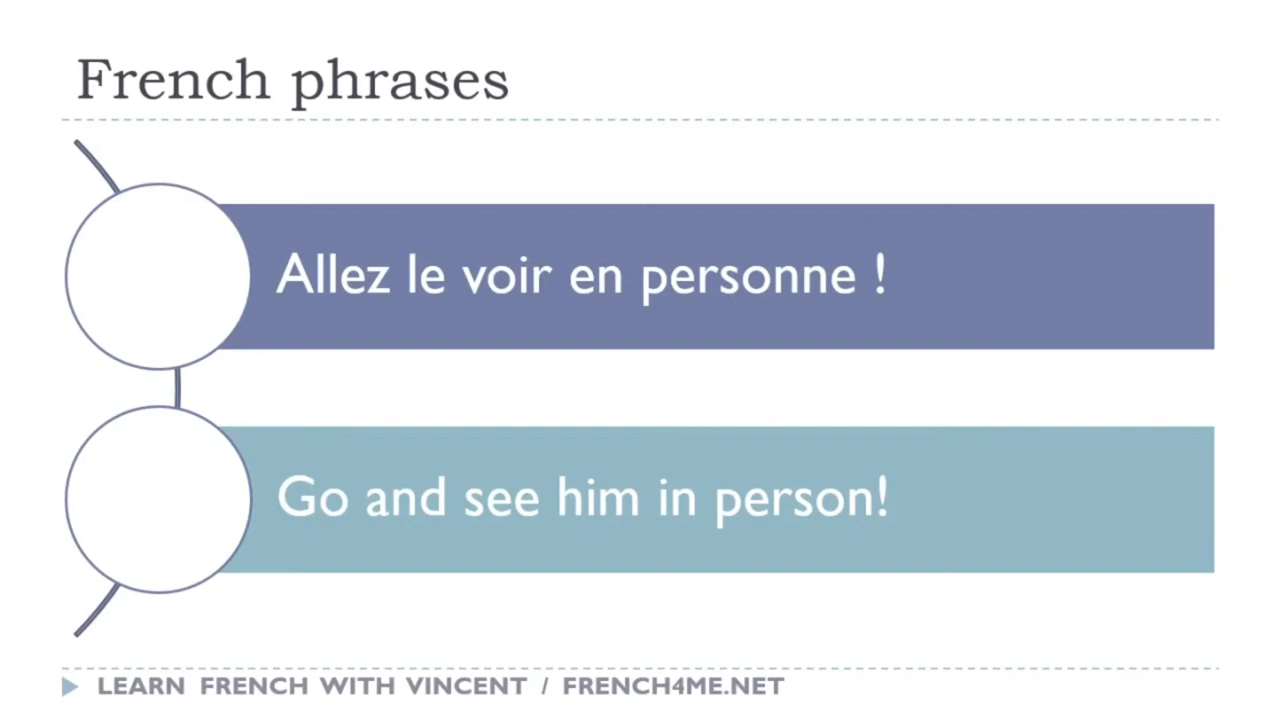 French phrases
Allez le voir en personne !
Go and see him in person!
LEARN FRENCH WITH VINCENT / FRENCH4ME.NET